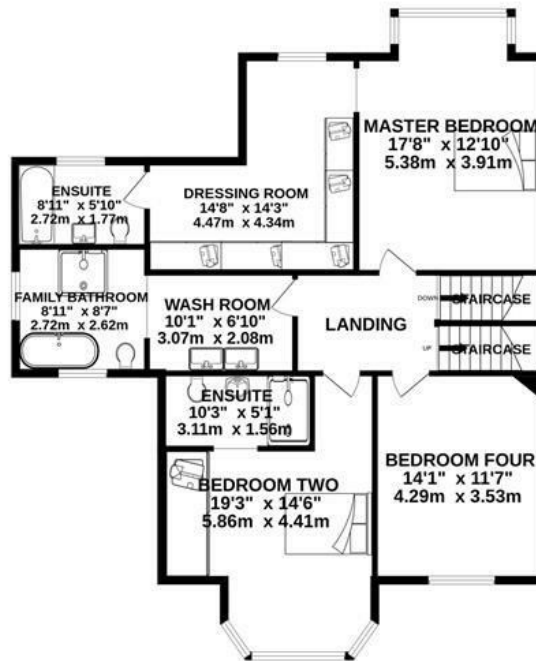 MASTER BEDROOM
17'8" x 12'10"
5.38m x 3.91m
ENSUITE
8'11" x 5'10"
2.72m x 1.77m
DRESSING ROOM
14'8" x 14'3"
4.47m x 4.34m
FAMILY BATHROOM
8'11" x 8'7"
2.72m x 2.62m
WASH ROOM
10'1" x 6'10"
3.07m x 2.08m
LANDING
DOWN
STAIRCASE
UP
STAIRCASE
ENSUITE
10'3" x 5'1"
3.11m x 1.56m
BEDROOM TWO
19'3" x 14'6"
5.86m x 4.41m
BEDROOM FOUR
14'1" x 11'7"
4.29m x 3.53m